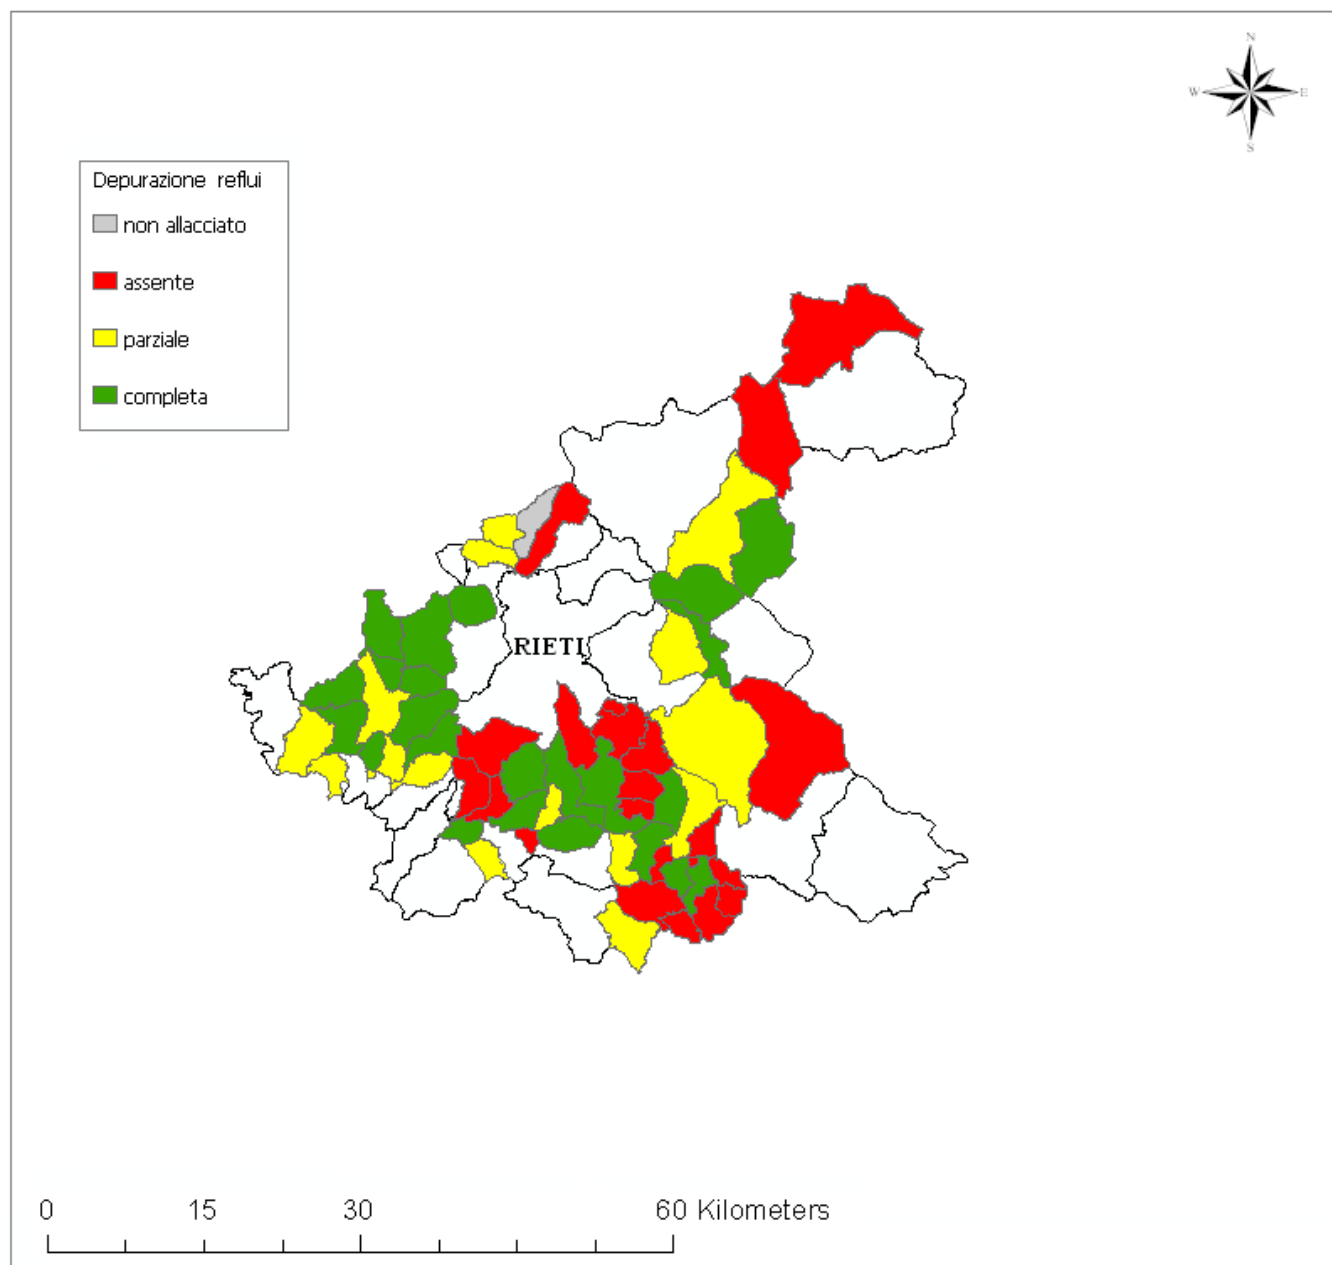 N
W E
S
Depurazione reflui
non allacciato
assente
parziale
completa
RIETI
0 15 30 60 Kilometers